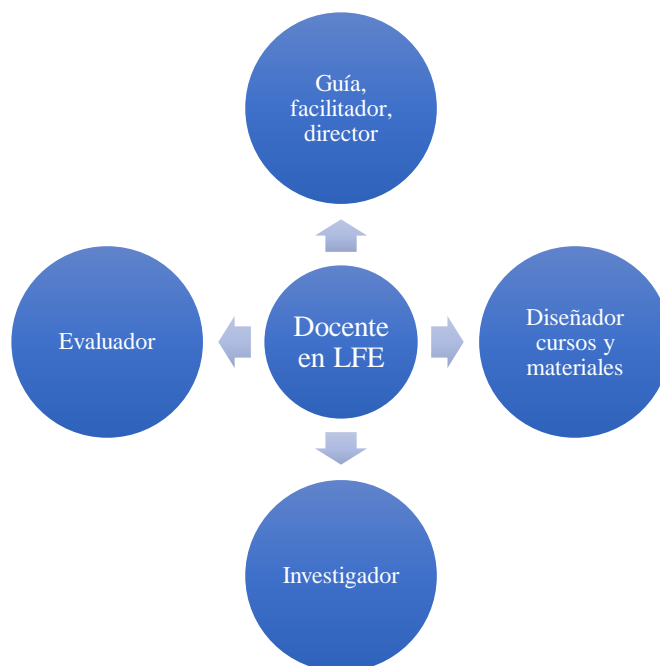 Guía,
facilitador,
director
Evaluador
Docente
en LFE
Diseñador
cursos y
materiales
Investigador